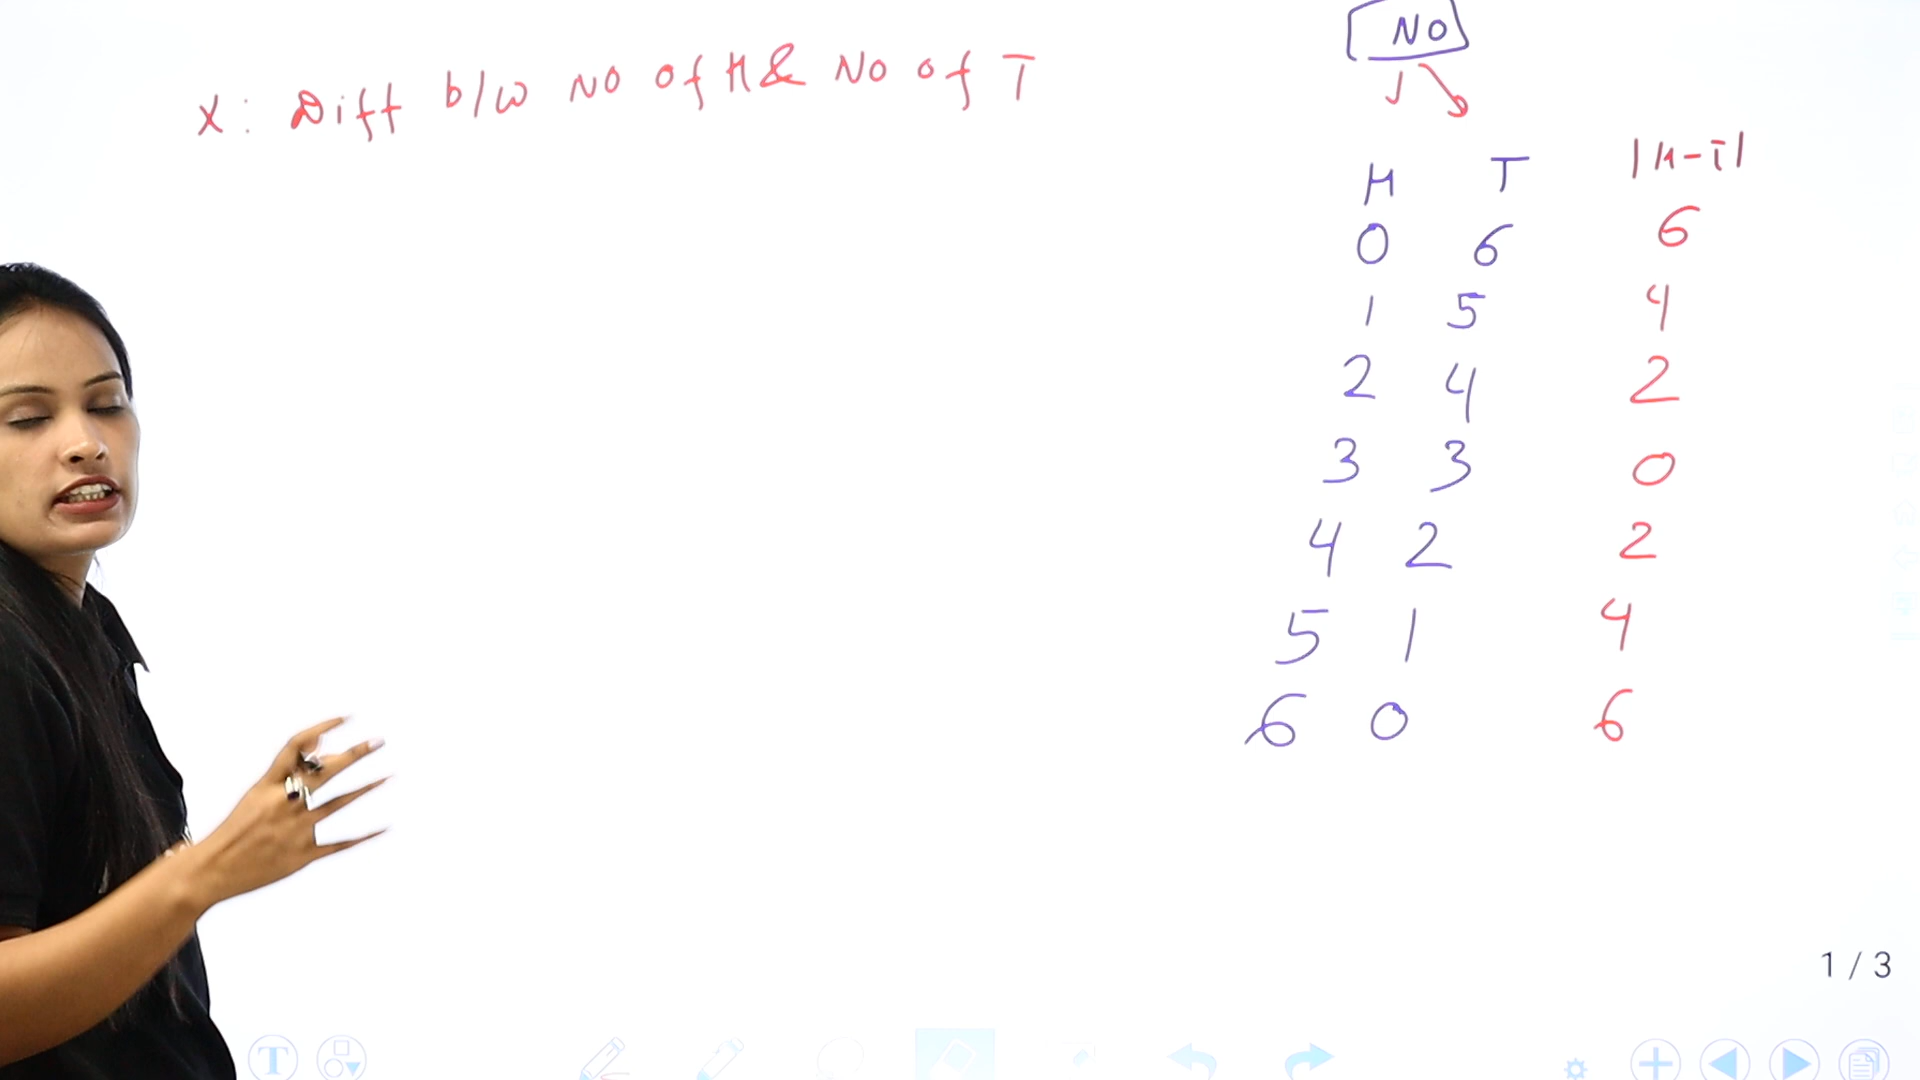 X: Diff b/w NO of H & NO of T
NO
H T |H-T|
0 6 6
1 5 4
2 4 2
3 3 0
4 2 2
5 1 4
6 0 6
1 / 3
T